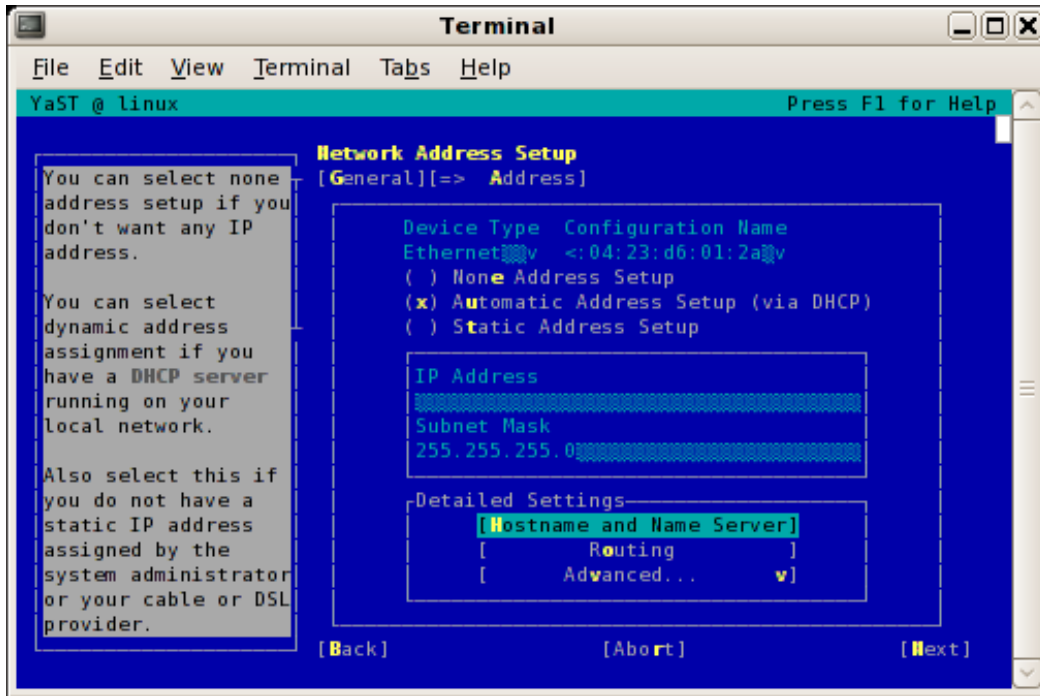 Terminal
File Edit View Terminal Tabs Help
YaST @ linux Press F1 for Help
You can select none
address setup if you
don't want any IP
address.
You can select
dynamic address
assignment if you
have a DHCP server
running on your
local network.
Also select this if
you do not have a
static IP address
assigned by the
system administrator
or your cable or DSL
provider.
Network Address Setup
[General][=> Address]
Device Type Configuration Name
Ethernet▒▒v <:04:23:d6:01:2a▒v
( ) None Address Setup
(x) Automatic Address Setup (via DHCP)
( ) Static Address Setup
IP Address
Subnet Mask
255.255.255.0
Detailed Settings
[Hostname and Name Server]
[ Routing ]
[ Advanced... v]
[Back] [Abort] [Next]